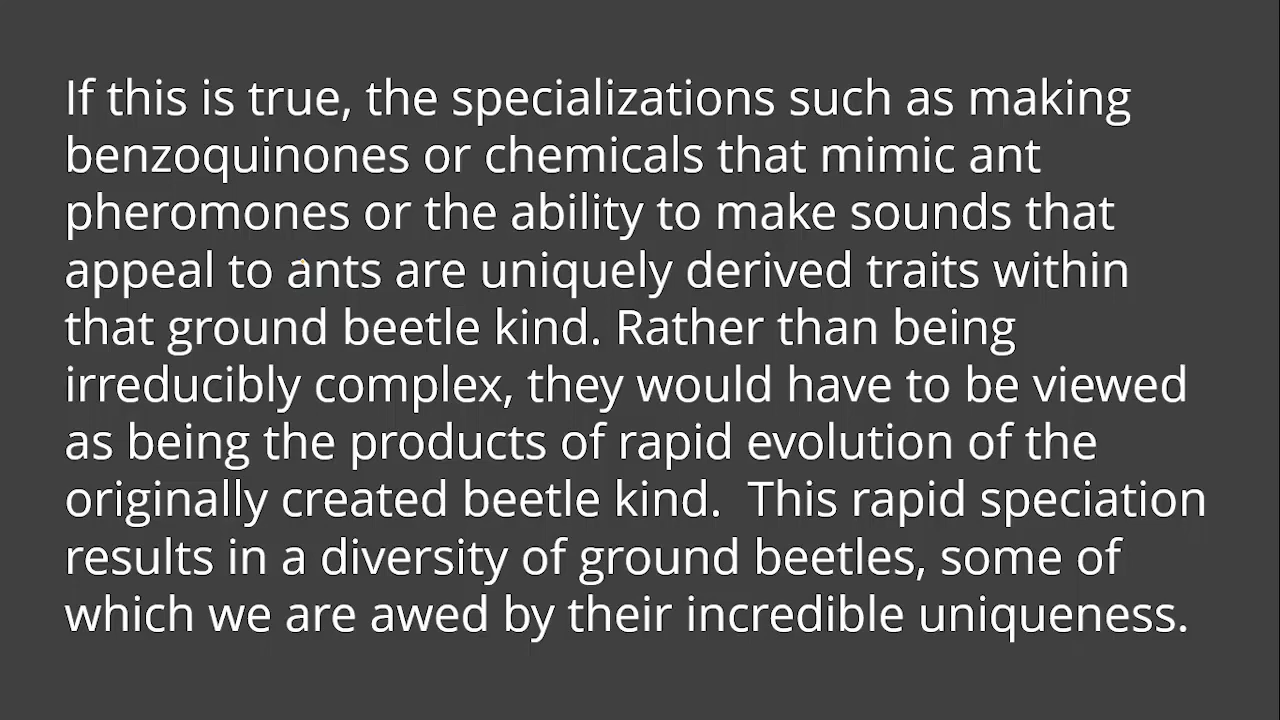 If this is true, the specializations such as making
benzoquinones or chemicals that mimic ant
pheromones or the ability to make sounds that
appeal to ants are uniquely derived traits within
that ground beetle kind. Rather than being
irreducibly complex, they would have to be viewed
as being the products of rapid evolution of the
originally created beetle kind.  This rapid speciation
results in a diversity of ground beetles, some of
which we are awed by their incredible uniqueness.